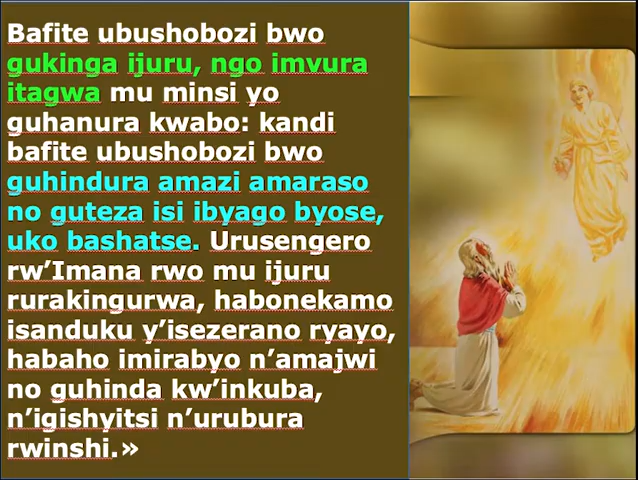 Bafite ubushobozi bwo
gukinga ijuru, ngo imvura
itagwa mu minsi yo
guhanura kwabo: kandi
bafite ubushobozi bwo
guhindura amazi amaraso
no guteza isi ibyago byose,
uko bashatse. Urusengero
rw’Imana rwo mu ijuru
rurakingurwa, habonekamo
isanduku y’isezerano ryayo,
habaho imirabyo n’amajwi
no guhinda kw’inkuba,
n’igishyitsi n’urubura
rwinshi.»